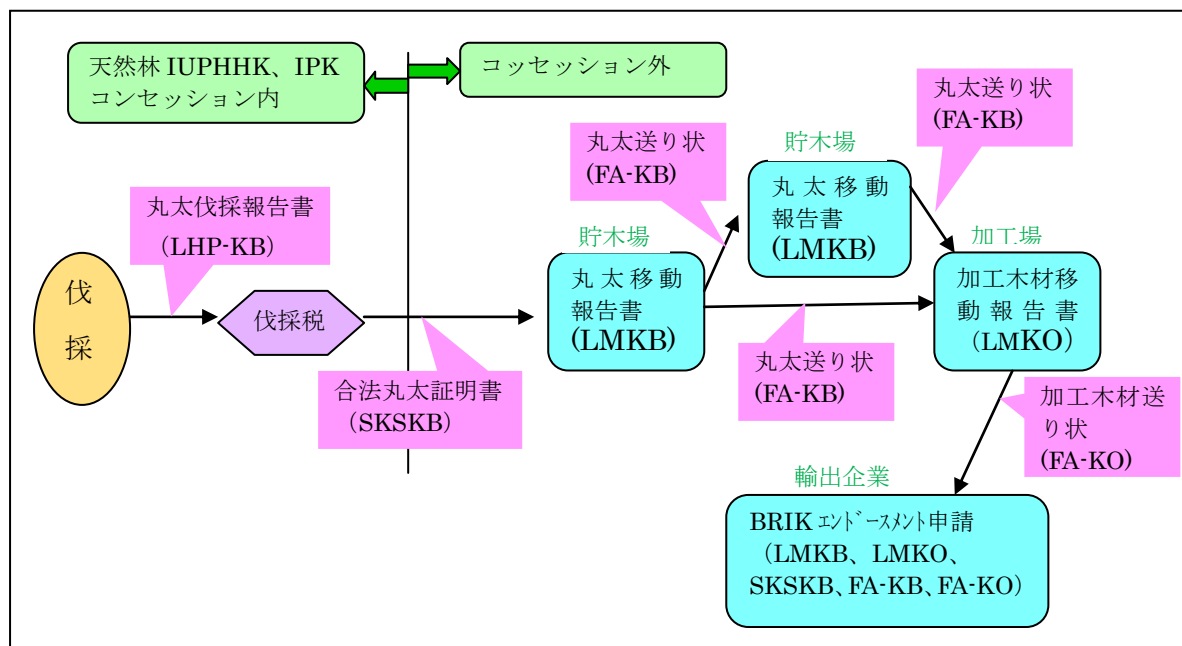 天然林 IUPHHK、IPK
コンセッション内
コッセッション外
丸太伐採報告書
（LHP-KB）
伐
採
伐採税
合法丸太証明書
（SKSKB）
貯木場
丸太移動
報告書
(LMKB)
丸太送り状
(FA-KB)
貯木場
丸太移動
報告書
(LMKB)
丸太送り状
(FA-KB)
丸太送り状
(FA-KB)
加工場
加工木材移
動報告書
（LMKO）
加工木材送
り状
(FA-KO)
輸出企業
BRIK ｴﾝﾄﾞｰｽﾒﾝﾄ申請
（LMKB、LMKO、
SKSKB、FA-KB、FA-KO）